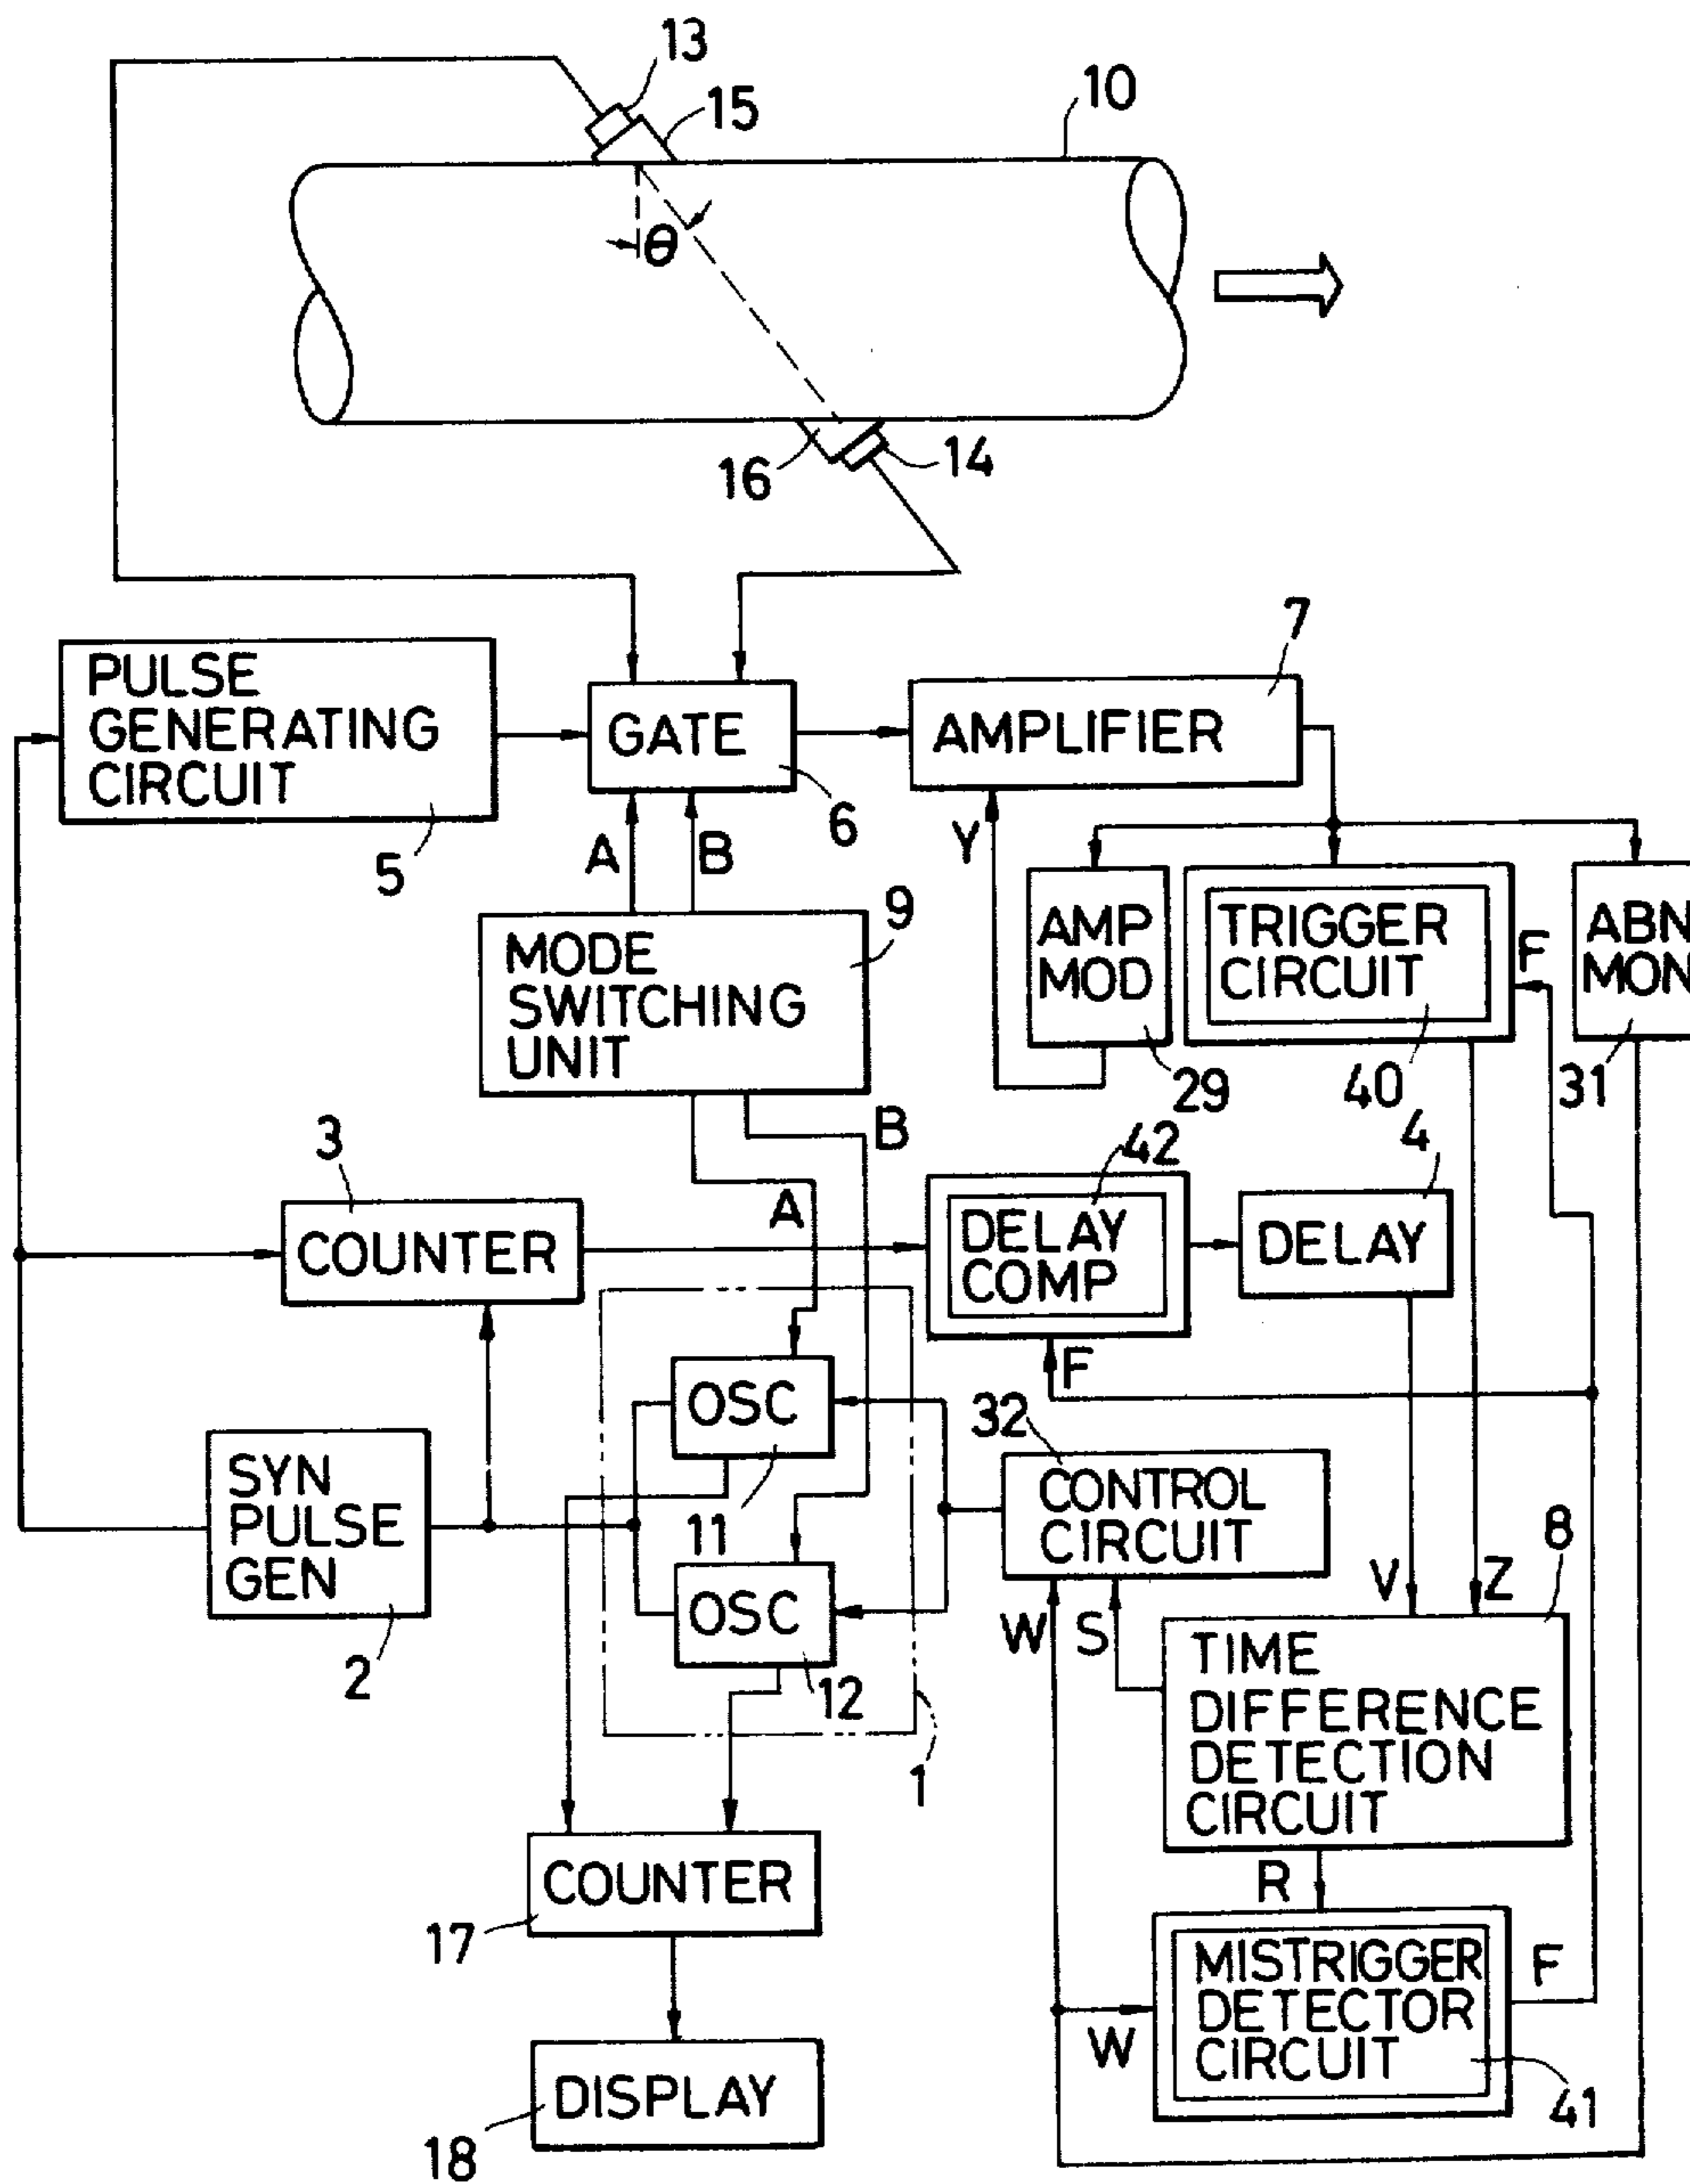 13
15
10
θ
16
14
7
PULSE
GENERATING
CIRCUIT
5
GATE
6
AMPLIFIER
A
B
Y
9
MODE
SWITCHING
UNIT
AMP
MOD
29
TRIGGER
CIRCUIT
40
F
ABN
MON
31
B
3
COUNTER
A
42
DELAY
COMP
4
DELAY
F
OSC
11
32
CONTROL
CIRCUIT
SYN
PULSE
GEN
2
OSC
12
1
W
S
V
Z
8
TIME
DIFFERENCE
DETECTION
CIRCUIT
COUNTER
17
R
MISTRIGGER
DETECTOR
CIRCUIT
41
F
W
DISPLAY
18